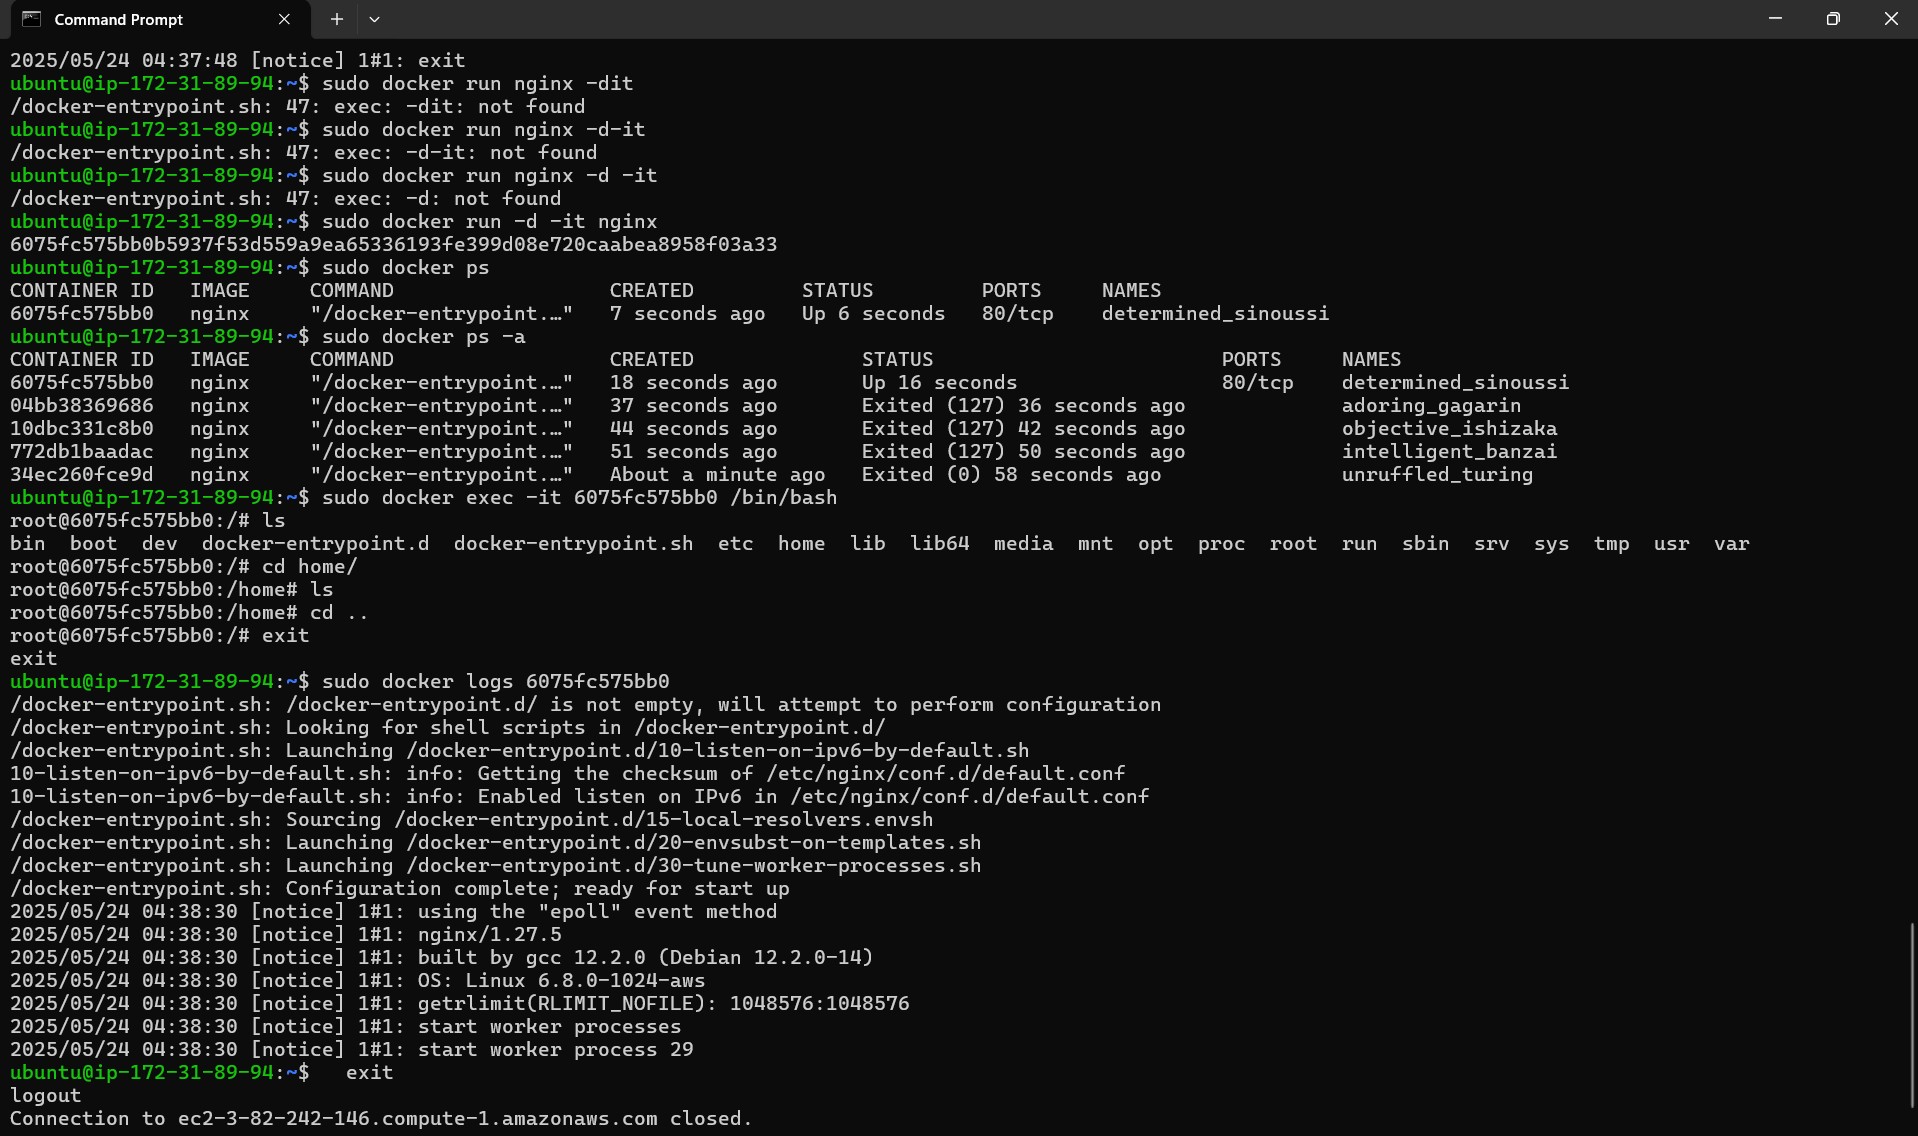 Command Prompt
2025/05/24 04:37:48 [notice] 1#1: exit
ubuntu@ip-172-31-89-94:~$ sudo docker run nginx -dit
/docker-entrypoint.sh: 47: exec: -dit: not found
ubuntu@ip-172-31-89-94:~$ sudo docker run nginx -d-it
/docker-entrypoint.sh: 47: exec: -d-it: not found
ubuntu@ip-172-31-89-94:~$ sudo docker run nginx -d -it
/docker-entrypoint.sh: 47: exec: -d: not found
ubuntu@ip-172-31-89-94:~$ sudo docker run -d -it nginx
6075fc575bb0b5937f53d559a9ea65336193fe399d08e720caabea8958f03a33
ubuntu@ip-172-31-89-94:~$ sudo docker ps
CONTAINER ID   IMAGE     COMMAND                  CREATED         STATUS         PORTS     NAMES
6075fc575bb0   nginx     "/docker-entrypoint.…"   7 seconds ago   Up 6 seconds   80/tcp    determined_sinoussi
ubuntu@ip-172-31-89-94:~$ sudo docker ps -a
CONTAINER ID   IMAGE     COMMAND                  CREATED              STATUS                        PORTS     NAMES
6075fc575bb0   nginx     "/docker-entrypoint.…"   18 seconds ago       Up 16 seconds                 80/tcp    determined_sinoussi
04bb38369686   nginx     "/docker-entrypoint.…"   37 seconds ago       Exited (127) 36 seconds ago             adoring_gagarin
10dbc331c8b0   nginx     "/docker-entrypoint.…"   44 seconds ago       Exited (127) 42 seconds ago             objective_ishizaka
772db1baadac   nginx     "/docker-entrypoint.…"   51 seconds ago       Exited (127) 50 seconds ago             intelligent_banzai
34ec260fce9d   nginx     "/docker-entrypoint.…"   About a minute ago   Exited (0) 58 seconds ago               unruffled_turing
ubuntu@ip-172-31-89-94:~$ sudo docker exec -it 6075fc575bb0 /bin/bash
root@6075fc575bb0:/# ls
bin  boot  dev  docker-entrypoint.d  docker-entrypoint.sh  etc  home  lib  lib64  media  mnt  opt  proc  root  run  sbin  srv  sys  tmp  usr  var
root@6075fc575bb0:/# cd home/
root@6075fc575bb0:/home# ls
root@6075fc575bb0:/home# cd ..
root@6075fc575bb0:/# exit
exit
ubuntu@ip-172-31-89-94:~$ sudo docker logs 6075fc575bb0
/docker-entrypoint.sh: /docker-entrypoint.d/ is not empty, will attempt to perform configuration
/docker-entrypoint.sh: Looking for shell scripts in /docker-entrypoint.d/
/docker-entrypoint.sh: Launching /docker-entrypoint.d/10-listen-on-ipv6-by-default.sh
10-listen-on-ipv6-by-default.sh: info: Getting the checksum of /etc/nginx/conf.d/default.conf
10-listen-on-ipv6-by-default.sh: info: Enabled listen on IPv6 in /etc/nginx/conf.d/default.conf
/docker-entrypoint.sh: Sourcing /docker-entrypoint.d/15-local-resolvers.envsh
/docker-entrypoint.sh: Launching /docker-entrypoint.d/20-envsubst-on-templates.sh
/docker-entrypoint.sh: Launching /docker-entrypoint.d/30-tune-worker-processes.sh
/docker-entrypoint.sh: Configuration complete; ready for start up
2025/05/24 04:38:30 [notice] 1#1: using the "epoll" event method
2025/05/24 04:38:30 [notice] 1#1: nginx/1.27.5
2025/05/24 04:38:30 [notice] 1#1: built by gcc 12.2.0 (Debian 12.2.0-14)
2025/05/24 04:38:30 [notice] 1#1: OS: Linux 6.8.0-1024-aws
2025/05/24 04:38:30 [notice] 1#1: getrlimit(RLIMIT_NOFILE): 1048576:1048576
2025/05/24 04:38:30 [notice] 1#1: start worker processes
2025/05/24 04:38:30 [notice] 1#1: start worker process 29
ubuntu@ip-172-31-89-94:~$   exit
logout
Connection to ec2-3-82-242-146.compute-1.amazonaws.com closed.